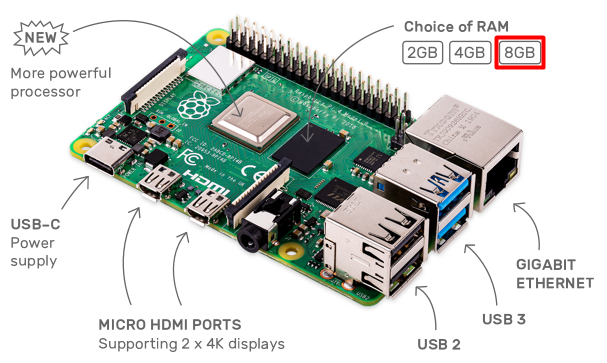 NEW
More powerful
processor
Choice of RAM
2GB 4GB 8GB
HDMI
USB-C
Power
supply
MICRO HDMI PORTS
Supporting 2 x 4K displays
USB 2
USB 3
GIGABIT
ETHERNET